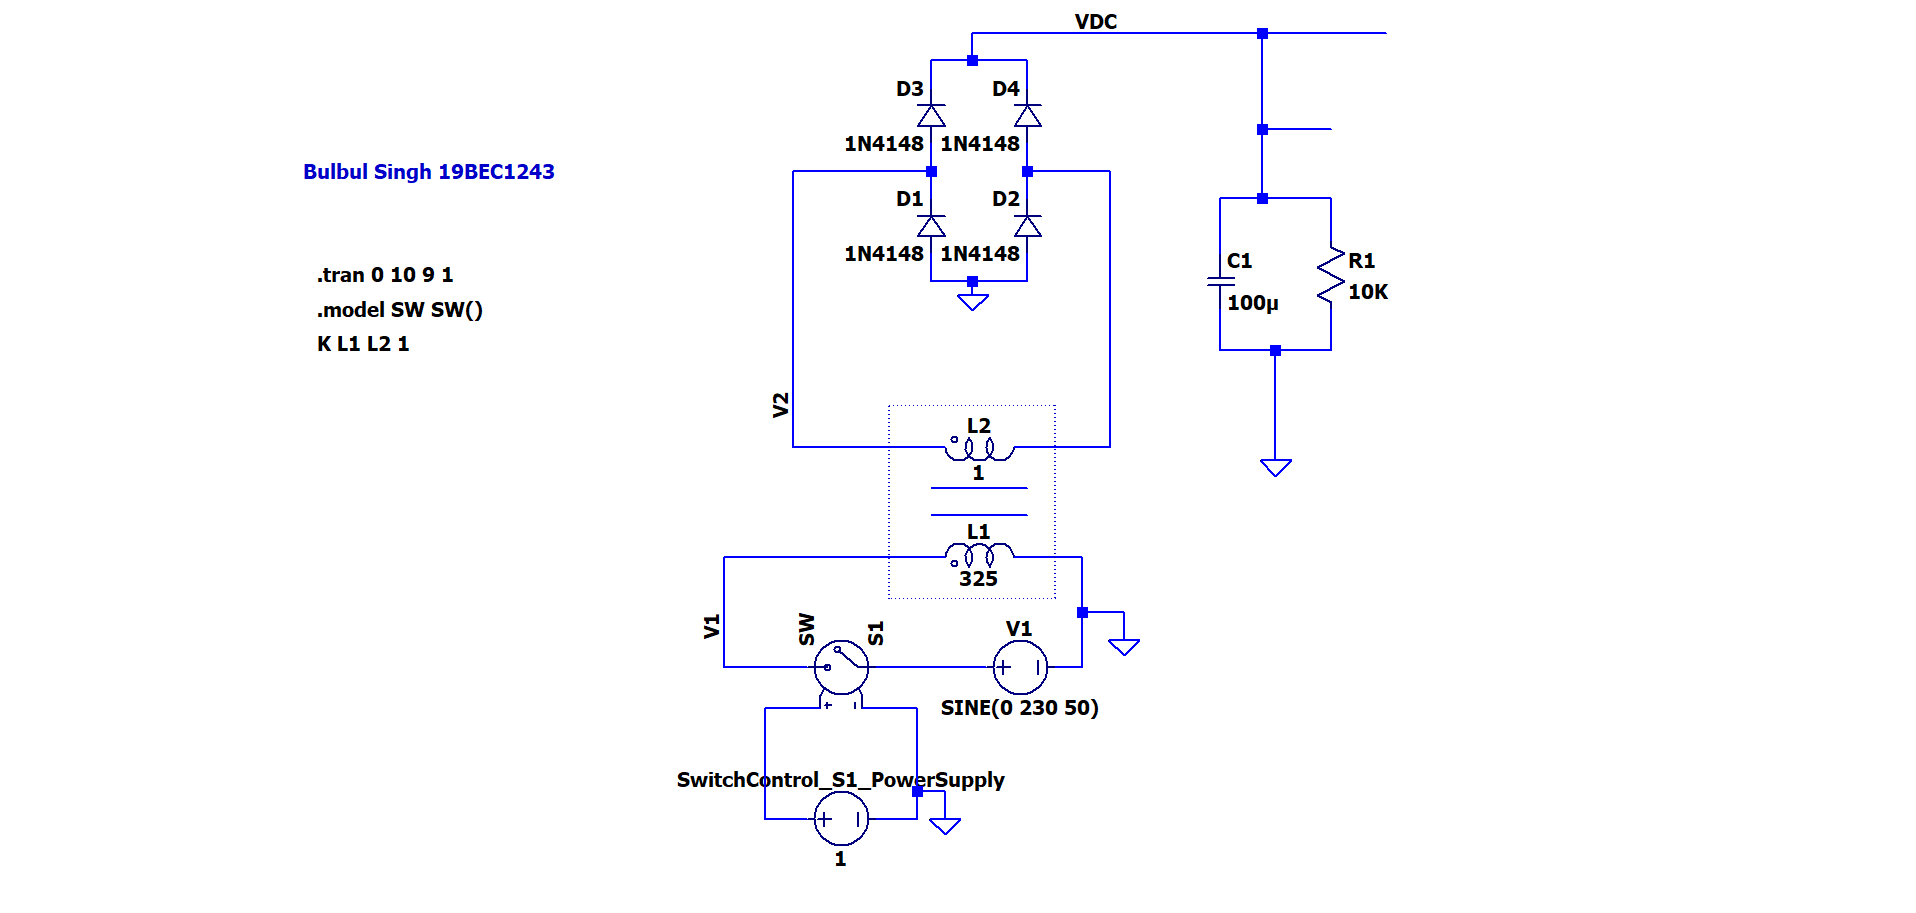 VDC
D3
D4
1N4148
1N4148
Bulbul Singh 19BEC1243
D1
D2
1N4148
1N4148
.tran 0 10 9 1
.model SW SW()
K L1 L2 1
C1
100µ
R1
10K
V2
L2
1
L1
325
V1
SW
S1
V1
SINE(0 230 50)
SwitchControl_S1_PowerSupply
1